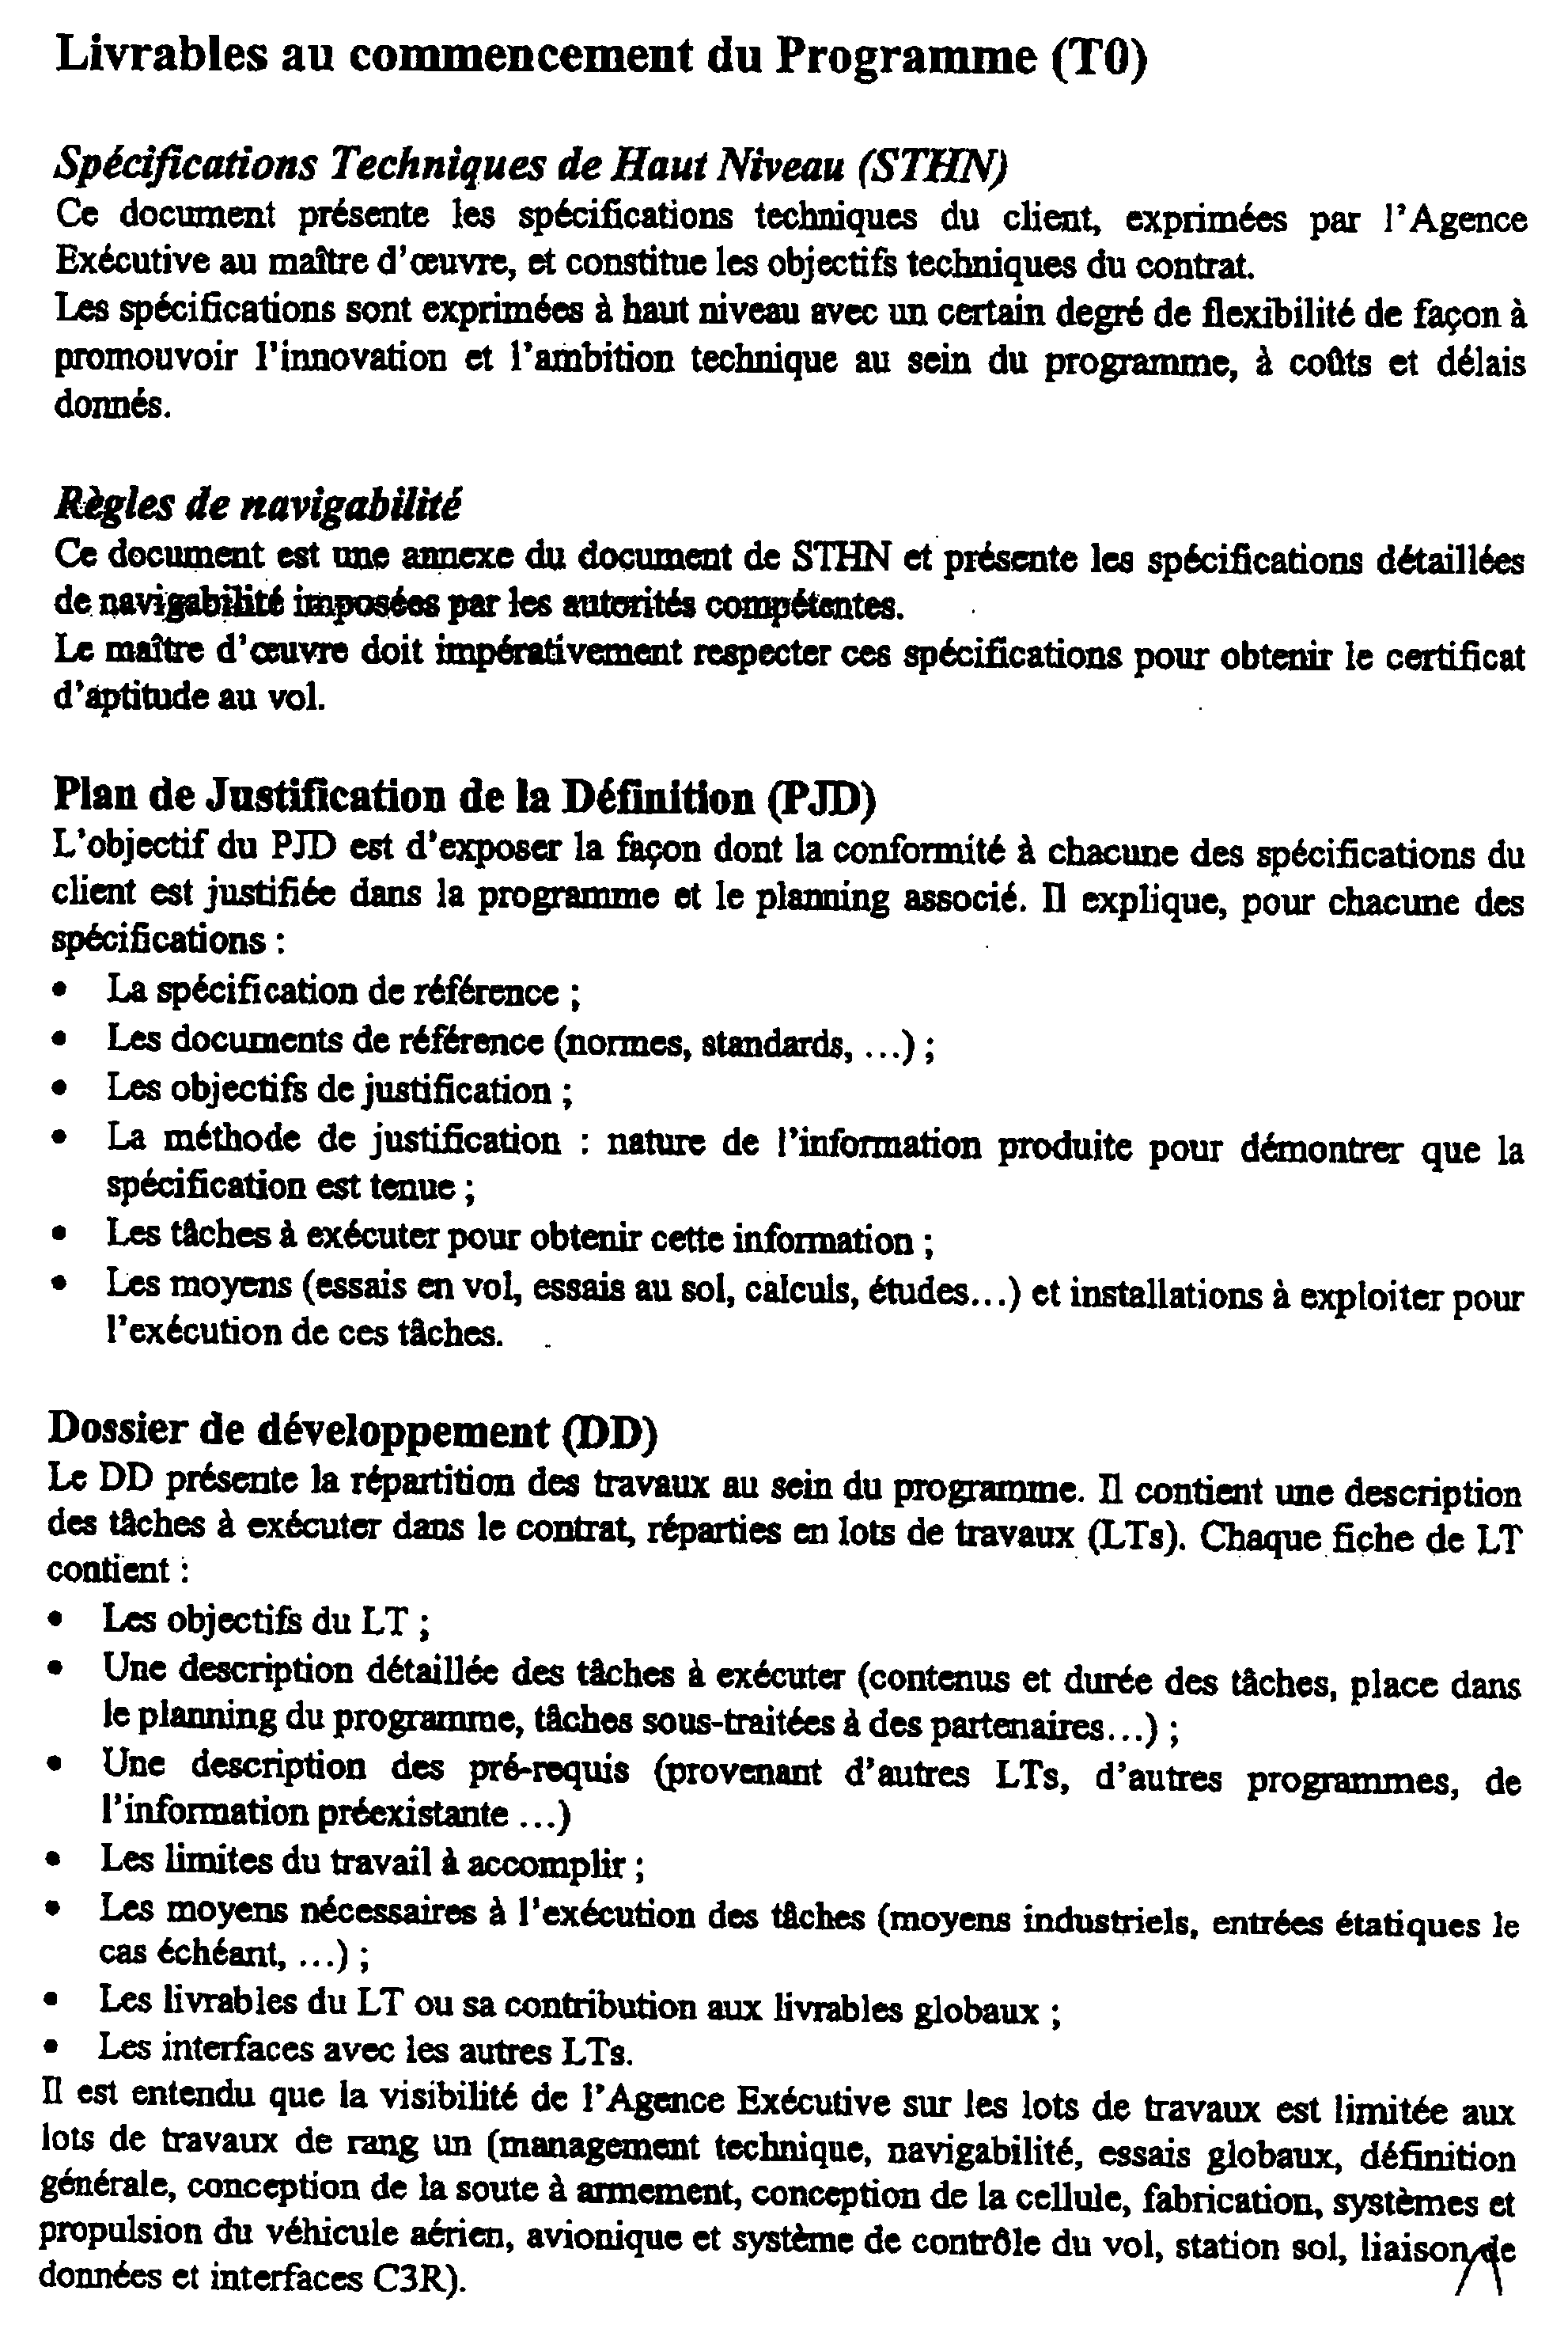 Livrables au commencement du Programme (T0)
Spécifications Techniques de Haut Niveau (STHN)
Ce document présente les spécifications techniques du client, exprimées par l'Agence
Exécutive au maître d'œuvre, et constitue les objectifs techniques du contrat.
Les spécifications sont exprimées à haut niveau avec un certain degré de flexibilité de façon à
promouvoir l'innovation et l'ambition technique au sein du programme, à coûts et délais
donnés.
Règles de navigabilité
Ce document est une annexe du document de STHN et présente les spécifications détaillées
de navigabilité imposées par les autorités compétentes.
Le maître d'œuvre doit impérativement respecter ces spécifications pour obtenir le certificat
d'aptitude au vol.
Plan de Justification de la Définition (PJD)
L'objectif du PJD est d'exposer la façon dont la conformité à chacune des spécifications du
client est justifiée dans la programme et le planning associé. Il explique, pour chacune des
spécifications :
• La spécification de référence ;
• Les documents de référence (normes, standards, ...) ;
• Les objectifs de justification ;
• La méthode de justification : nature de l'information produite pour démontrer que la
spécification est tenue ;
• Les tâches à exécuter pour obtenir cette information ;
• Les moyens (essais en vol, essais au sol, calculs, études...) et installations à exploiter pour
l'exécution de ces tâches.
Dossier de développement (DD)
Le DD présente la répartition des travaux au sein du programme. Il contient une description
des tâches à exécuter dans le contrat, réparties en lots de travaux (LTs). Chaque fiche de LT
contient :
• Les objectifs du LT ;
• Une description détaillée des tâches à exécuter (contenus et durée des tâches, place dans
le planning du programme, tâches sous-traitées à des partenaires...) ;
• Une description des pré-requis (provenant d'autres LTs, d'autres programmes, de
l'information préexistante ...)
• Les limites du travail à accomplir ;
• Les moyens nécessaires à l'exécution des tâches (moyens industriels, entrées étatiques le
cas échéant, ...) ;
• Les livrables du LT ou sa contribution aux livrables globaux ;
• Les interfaces avec les autres LTs.
Il est entendu que la visibilité de l'Agence Exécutive sur les lots de travaux est limitée aux
lots de travaux de rang un (management technique, navigabilité, essais globaux, définition
générale, conception de la soute à armement, conception de la cellule, fabrication, systèmes et
propulsion du véhicule aérien, avionique et système de contrôle du vol, station sol, liaison de
données et interfaces C3R).